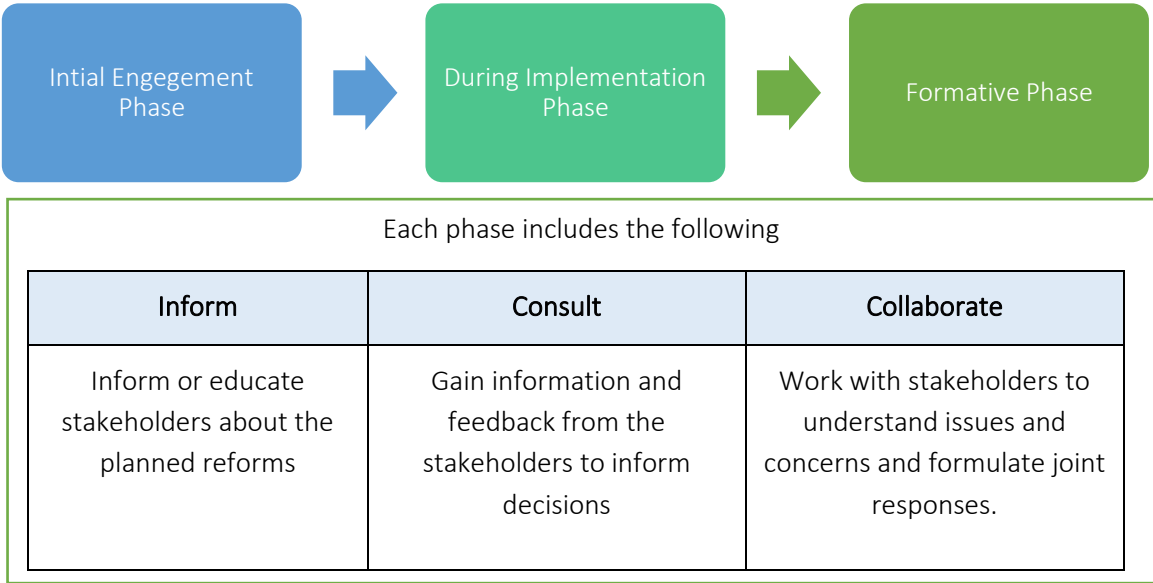 Intial Engegement
Phase
During Implementation
Phase
Formative Phase
Each phase includes the following
Inform
Consult
Collaborate
Inform or educate
stakeholders about the
planned reforms
Gain information and
feedback from the
stakeholders to inform
decisions
Work with stakeholders to
understand issues and
concerns and formulate joint
responses.